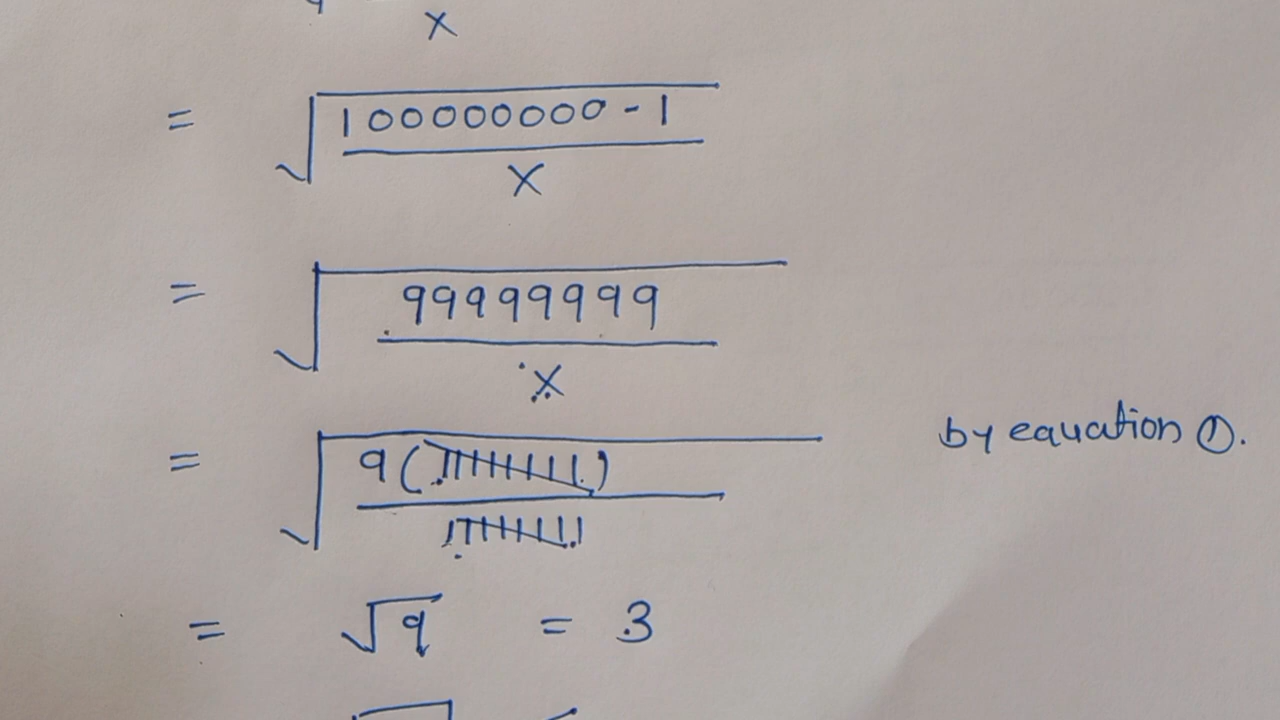 x
= √100000000-1
x
= √99999999
x
by equation ①.
= √9(11111111)
11111111
= √9 = 3